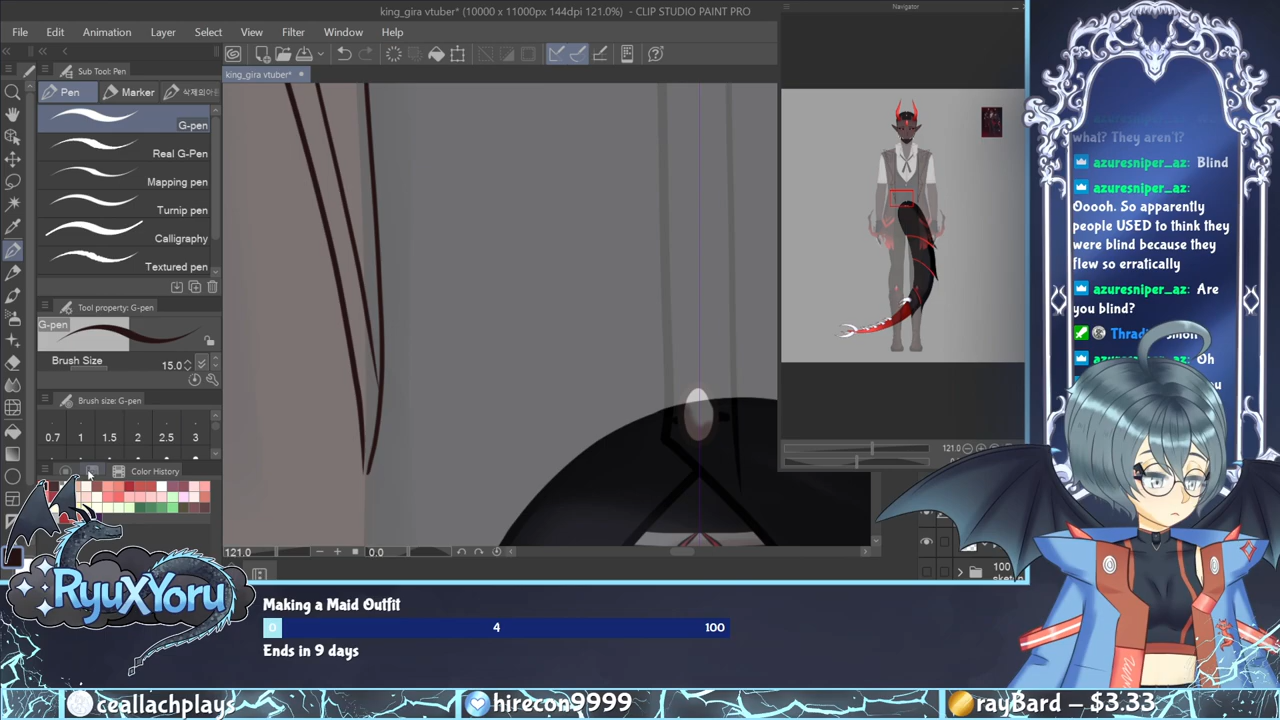 king_gira vtuber* (10000 x 11000px 144dpi 121.0%) - CLIP STUDIO PAINT PRO
Navigator
File Edit Animation Layer Select View Filter Window Help
Sub Tool: Pen
king_gira vtuber*
Pen
Marker
G-pen
Real G-Pen
Mapping pen
Turnip pen
Calligraphy
Textured pen
Tool property: G-pen
G-pen
Brush Size 15.0
Brush size: G-pen
0.7 1 1.5 2 2.5 3
Color History
121.0
0.0
121.0
100
what? They aren't?
azuresniper_az: Blind
azuresniper_az:
Ooooh. So apparently
people USED to think they
were blind because they
flew so erratically
azuresniper_az: Are
you blind?
Oh
RyuXYoru
Making a Maid Outfit
0 4 100
Ends in 9 days
ceallachplays
hirecon9999
rayBard – $3.33